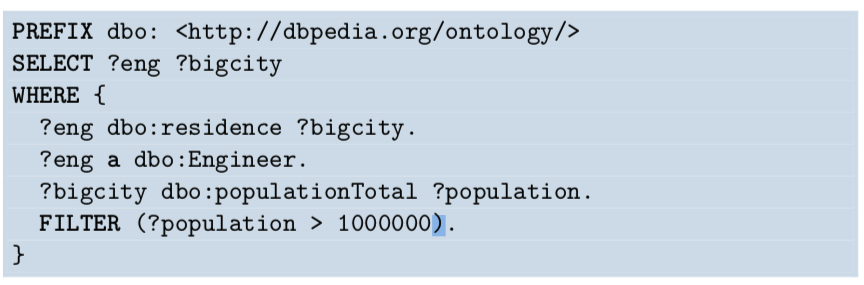 PREFIX dbo: <http://dbpedia.org/ontology/>
SELECT ?eng ?bigcity
WHERE {
  ?eng dbo:residence ?bigcity.
  ?eng a dbo:Engineer.
  ?bigcity dbo:populationTotal ?population.
  FILTER (?population > 1000000).
}